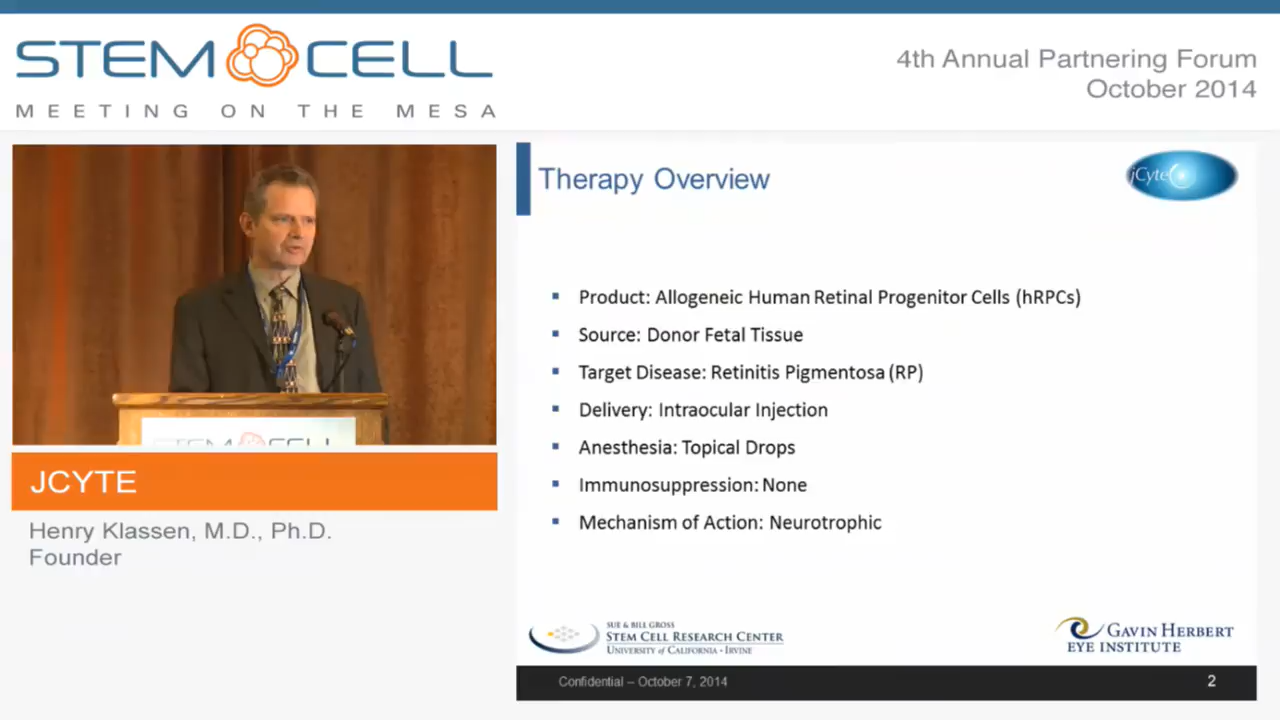 STEM CELL
MEETING ON THE MESA
4th Annual Partnering Forum
October 2014
Therapy Overview
jCyte
▪ Product: Allogeneic Human Retinal Progenitor Cells (hRPCs)
▪ Source: Donor Fetal Tissue
▪ Target Disease: Retinitis Pigmentosa (RP)
▪ Delivery: Intraocular Injection
▪ Anesthesia: Topical Drops
▪ Immunosuppression: None
▪ Mechanism of Action: Neurotrophic
STEM CELL
JCYTE
Henry Klassen, M.D., Ph.D.
Founder
SUE & BILL GROSS
STEM CELL RESEARCH CENTER
UNIVERSITY of CALIFORNIA • IRVINE
GAVIN HERBERT
EYE INSTITUTE
Confidential – October 7, 2014
2